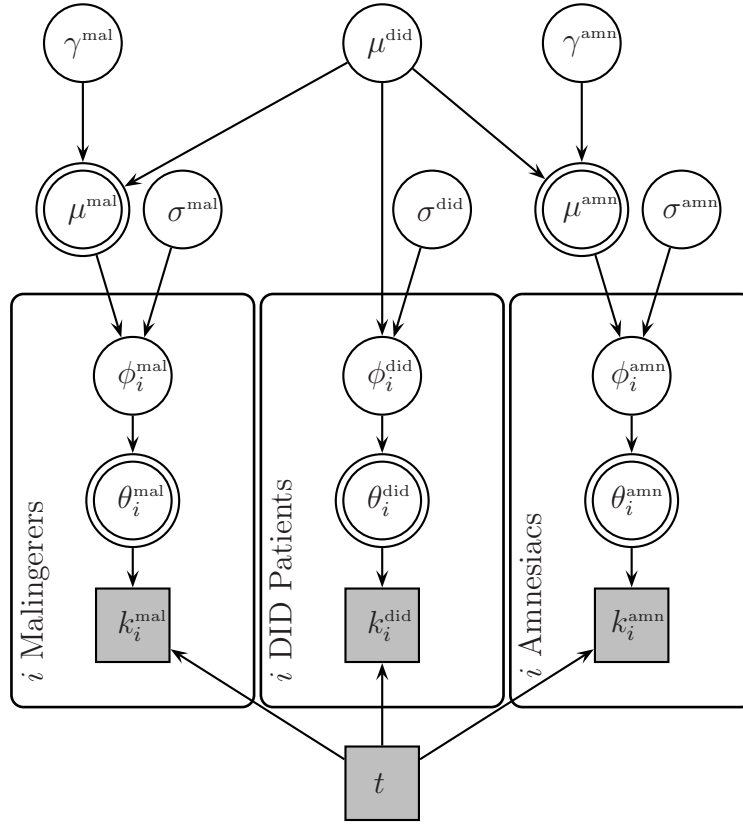 γ^mal μ^did γ^amn
μ^mal σ^mal σ^did μ^amn σ^amn
ϕ_i^mal ϕ_i^did ϕ_i^amn
θ_i^mal θ_i^did θ_i^amn
k_i^mal k_i^did k_i^amn
i Malingerers
i DID Patients
i Amnesiacs
t